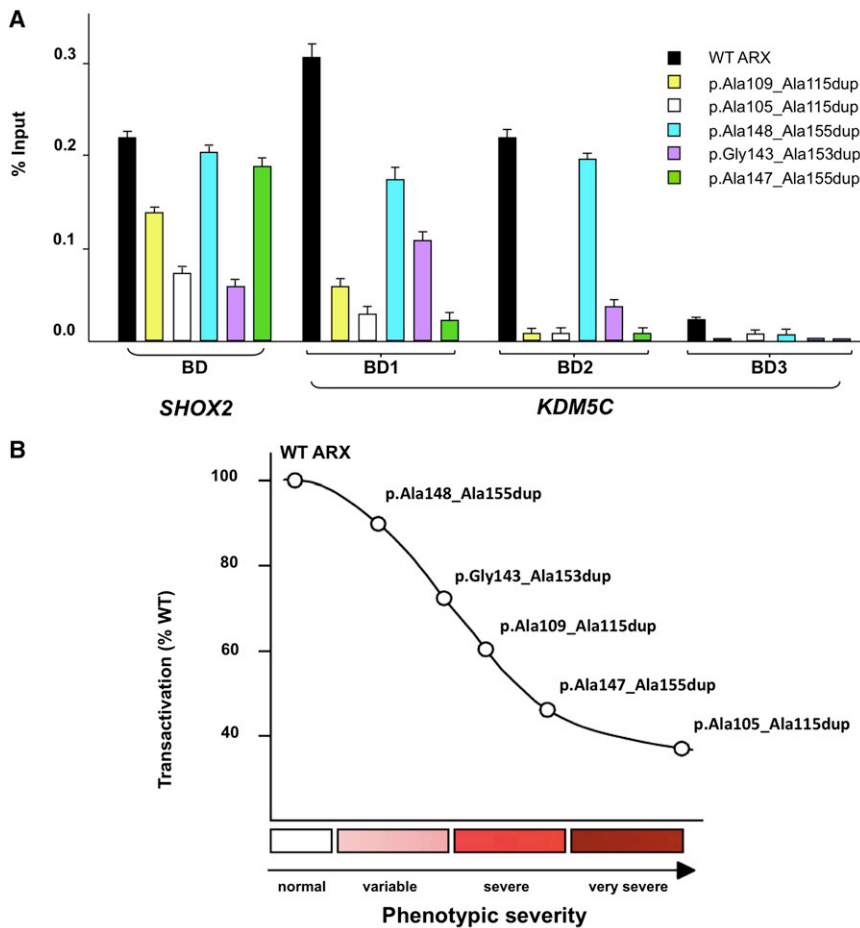 A
% Input
0.3
0.2
0.1
0.0
WT ARX
p.Ala109_Ala115dup
p.Ala105_Ala115dup
p.Ala148_Ala155dup
p.Gly143_Ala153dup
p.Ala147_Ala155dup
BD BD1 BD2 BD3
SHOX2 KDM5C
B
Transactivation (% WT)
100
80
60
40
WT ARX
p.Ala148_Ala155dup
p.Gly143_Ala153dup
p.Ala109_Ala115dup
p.Ala147_Ala155dup
p.Ala105_Ala115dup
normal variable severe very severe
Phenotypic severity